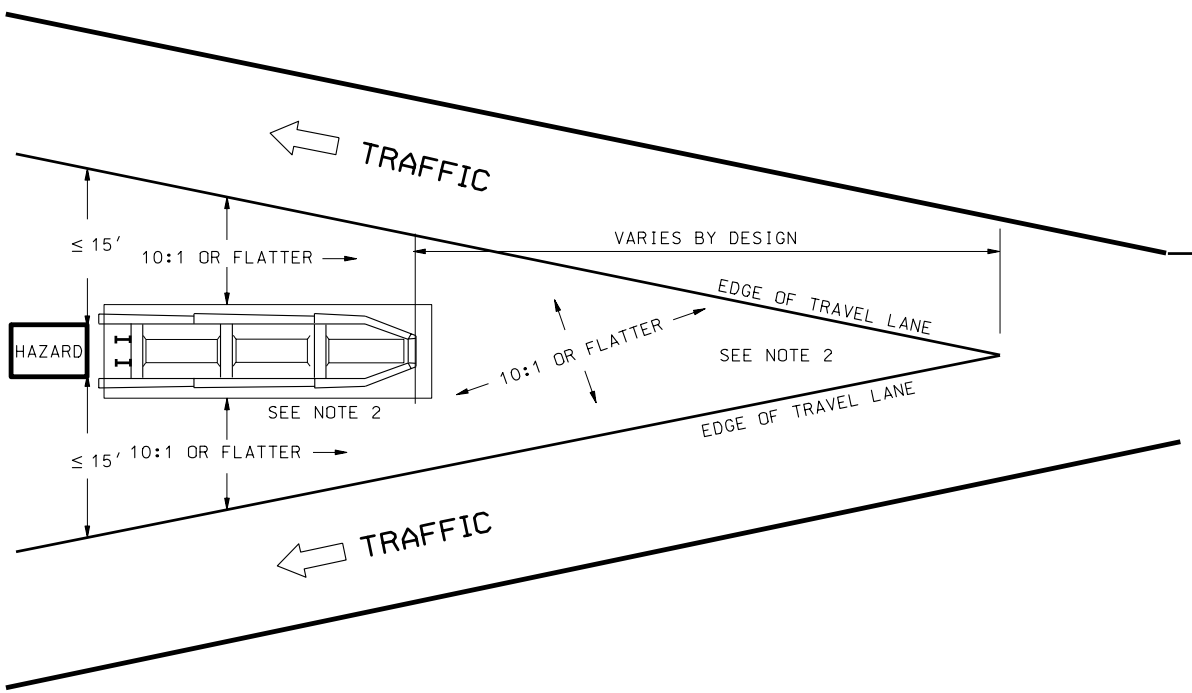 TRAFFIC
VARIES BY DESIGN
≤ 15'
10:1 OR FLATTER
EDGE OF TRAVEL LANE
10:1 OR FLATTER
HAZARD
SEE NOTE 2
SEE NOTE 2
EDGE OF TRAVEL LANE
≤ 15'
10:1 OR FLATTER
TRAFFIC